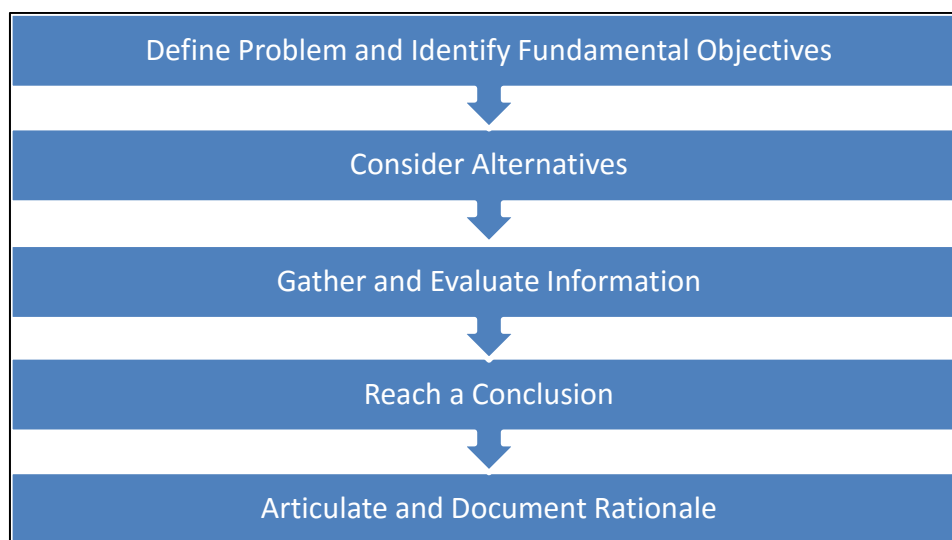 Define Problem and Identify Fundamental Objectives
Consider Alternatives
Gather and Evaluate Information
Reach a Conclusion
Articulate and Document Rationale